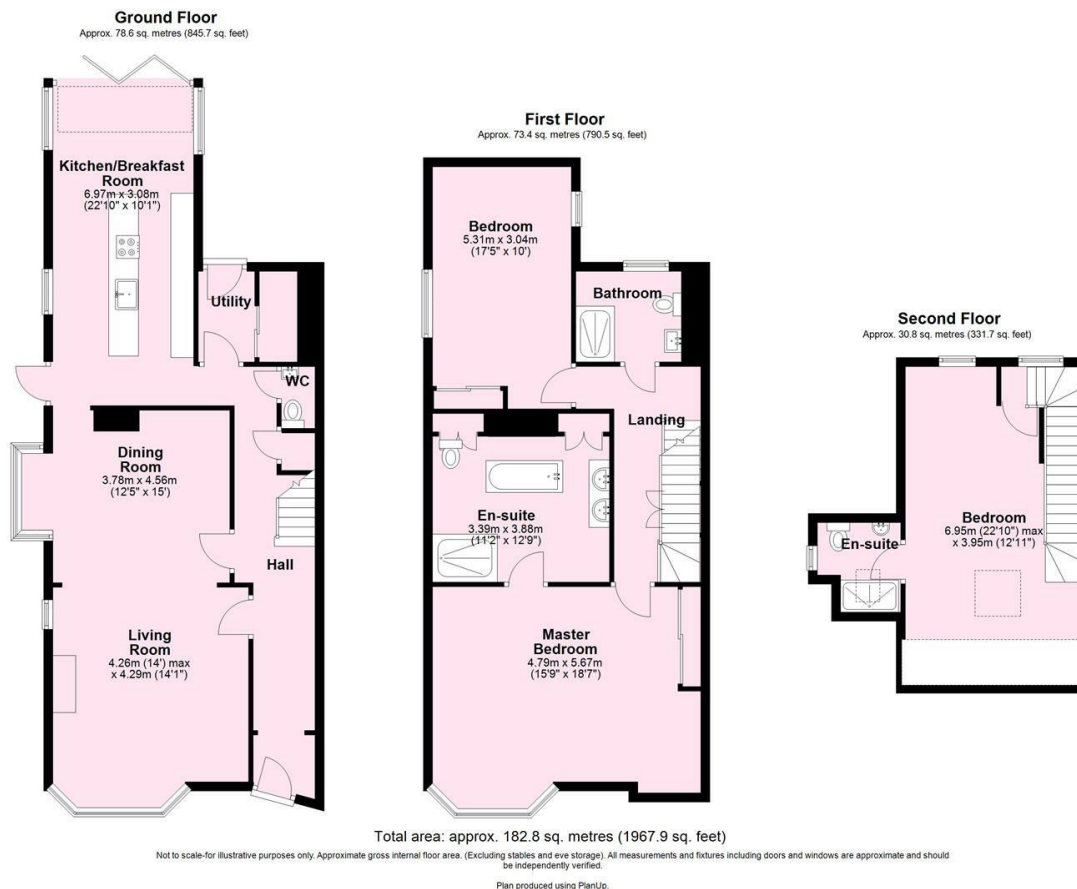 Ground Floor
Approx. 78.6 sq. metres (845.7 sq. feet)
Kitchen/Breakfast
Room
6.97m x 3.08m
(22'10" x 10'1")
Utility
WC
Dining
Room
3.78m x 4.56m
(12'5" x 15')
Hall
Living
Room
4.26m (14') max
x 4.29m (14'1")
First Floor
Approx. 73.4 sq. metres (790.5 sq. feet)
Bedroom
5.31m x 3.04m
(17'5" x 10')
Bathroom
Landing
En-suite
3.39m x 3.88m
(11'2" x 12'9")
Master
Bedroom
4.79m x 5.67m
(15'9" x 18'7")
Second Floor
Approx. 30.8 sq. metres (331.7 sq. feet)
Bedroom
6.95m (22'10") max
x 3.95m (12'11")
En-suite
Total area: approx. 182.8 sq. metres (1967.9 sq. feet)
Not to scale-for illustrative purposes only. Approximate gross internal floor area. (Excluding stables and eve storage). All measurements and fixtures including doors and windows are approximate and should
be independently verified.
Plan produced using PlanUp.